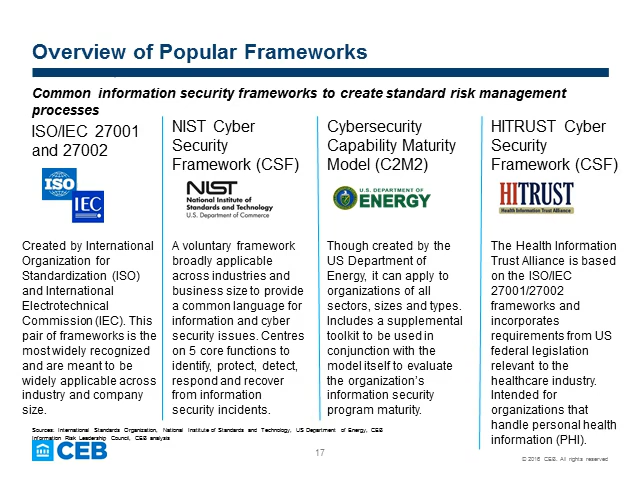 Overview of Popular Frameworks
Common information security frameworks to create standard risk management
processes
ISO/IEC 27001
and 27002
ISO
IEC
Created by International
Organization for
Standardization (ISO)
and International
Electrotechnical
Commission (IEC). This
pair of frameworks is the
most widely recognized
and are meant to be
widely applicable across
industry and company
size.
NIST Cyber
Security
Framework (CSF)
NIST
National Institute of
Standards and Technology
U.S. Department of Commerce
A voluntary framework
broadly applicable
across industries and
business size to provide
a common language for
information and cyber
security issues. Centres
on 5 core functions to
identify, protect, detect,
respond and recover
from information
security incidents.
Cybersecurity
Capability Maturity
Model (C2M2)
U.S. DEPARTMENT OF
ENERGY
Though created by the
US Department of
Energy, it can apply to
organizations of all
sectors, sizes and types.
Includes a supplemental
toolkit to be used in
conjunction with the
model itself to evaluate
the organization's
information security
program maturity.
HITRUST Cyber
Security
Framework (CSF)
HITRUST
Health Information Trust Alliance
The Health Information
Trust Alliance is based
on the ISO/IEC
27001/27002
frameworks and
incorporates
requirements from US
federal legislation
relevant to the
healthcare industry.
Intended for
organizations that
handle personal health
information (PHI).
Sources: International Standards Organization, National Institute of Standards and Technology, US Department of Energy, CEB
Information Risk Leadership Council, CEB analysis
CEB
17
© 2016 CEB. All rights reserved